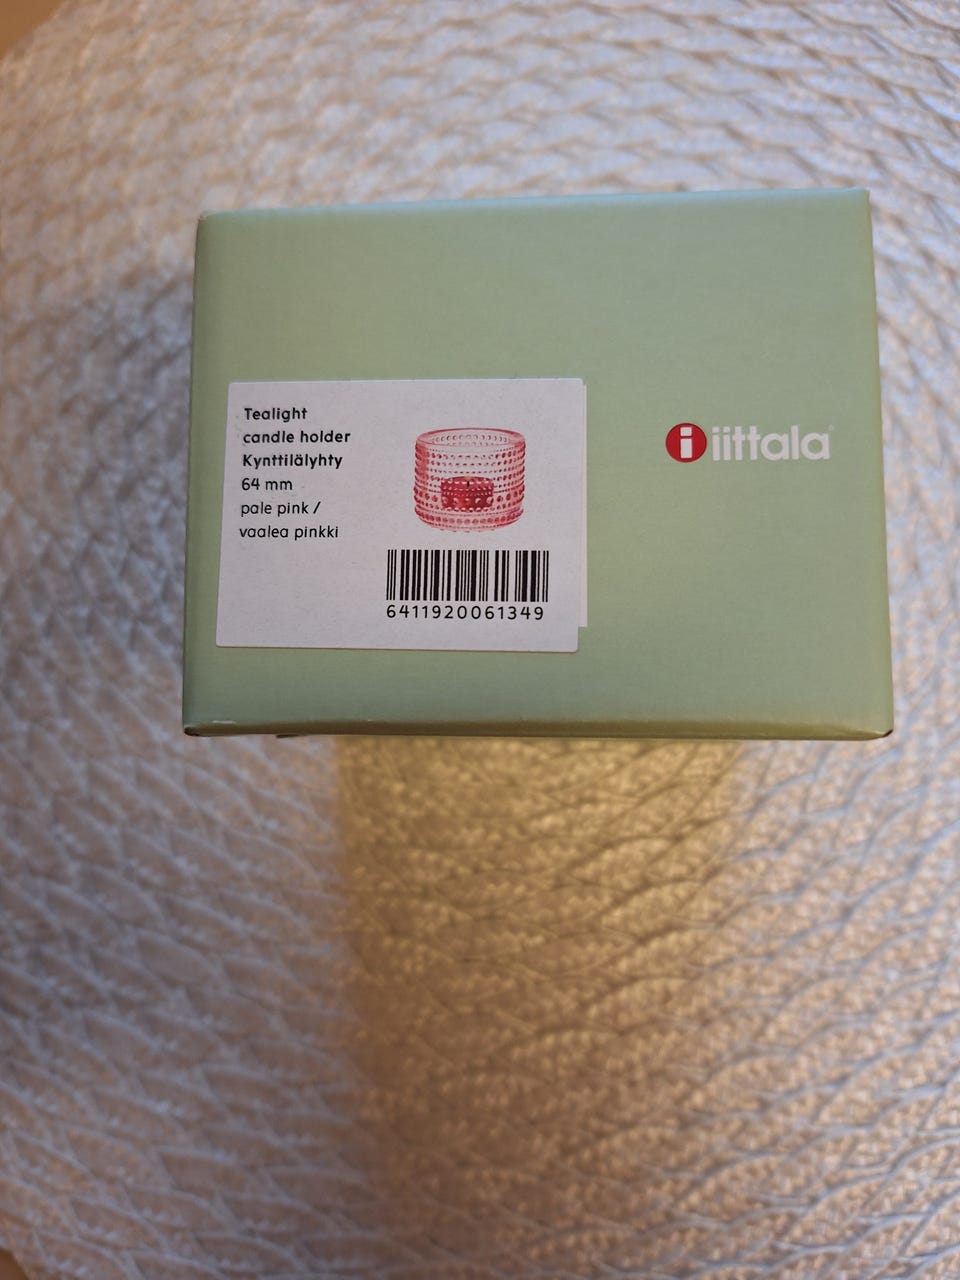 Tealight
candle holder
Kynttilälyhty
64 mm
pale pink /
vaalea pinkki
6411920061349
i iittala